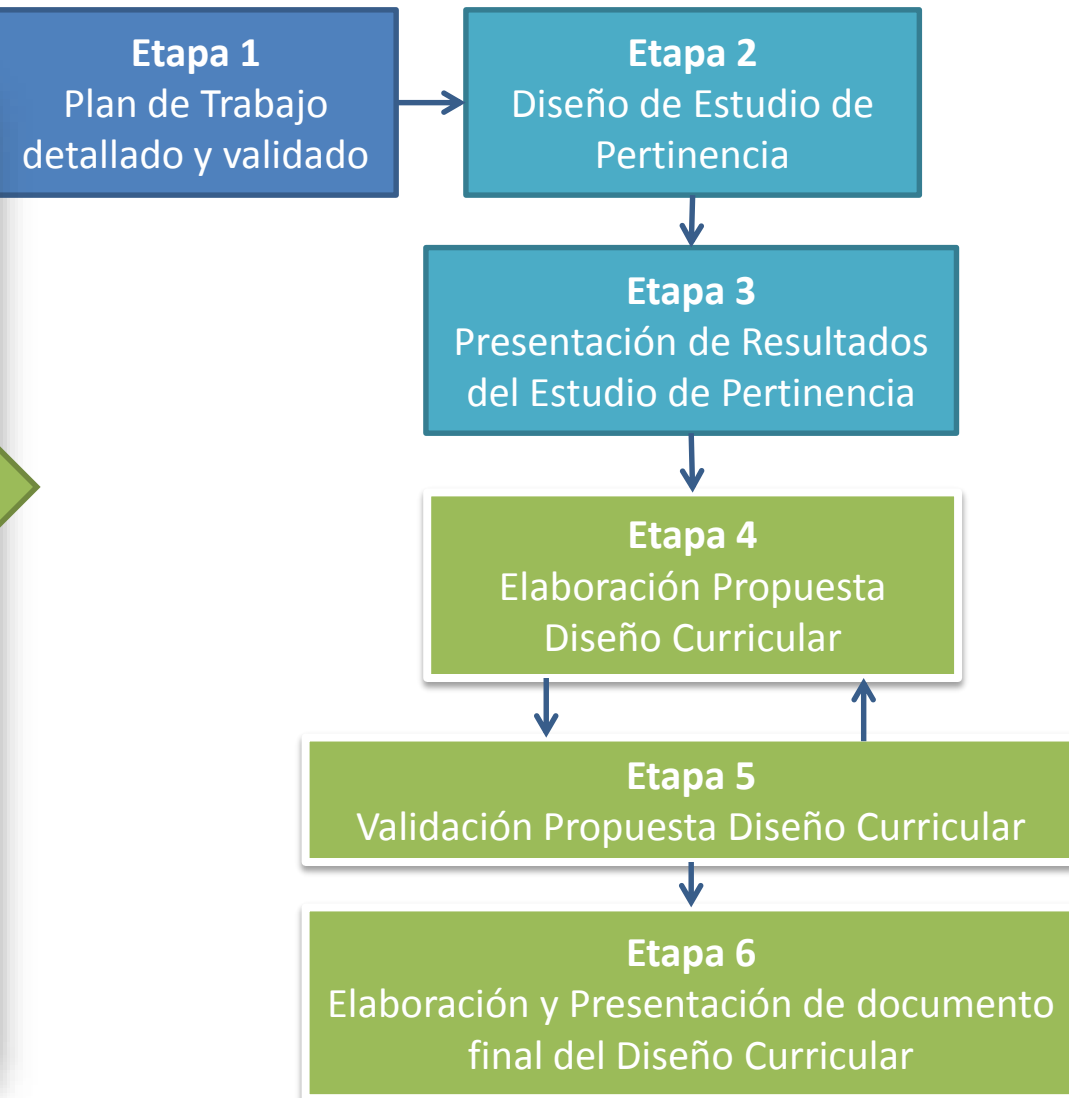 Etapa 1
Plan de Trabajo
detallado y validado
Etapa 2
Diseño de Estudio de
Pertinencia
Etapa 3
Presentación de Resultados
del Estudio de Pertinencia
Etapa 4
Elaboración Propuesta
Diseño Curricular
Etapa 5
Validación Propuesta Diseño Curricular
Etapa 6
Elaboración y Presentación de documento
final del Diseño Curricular